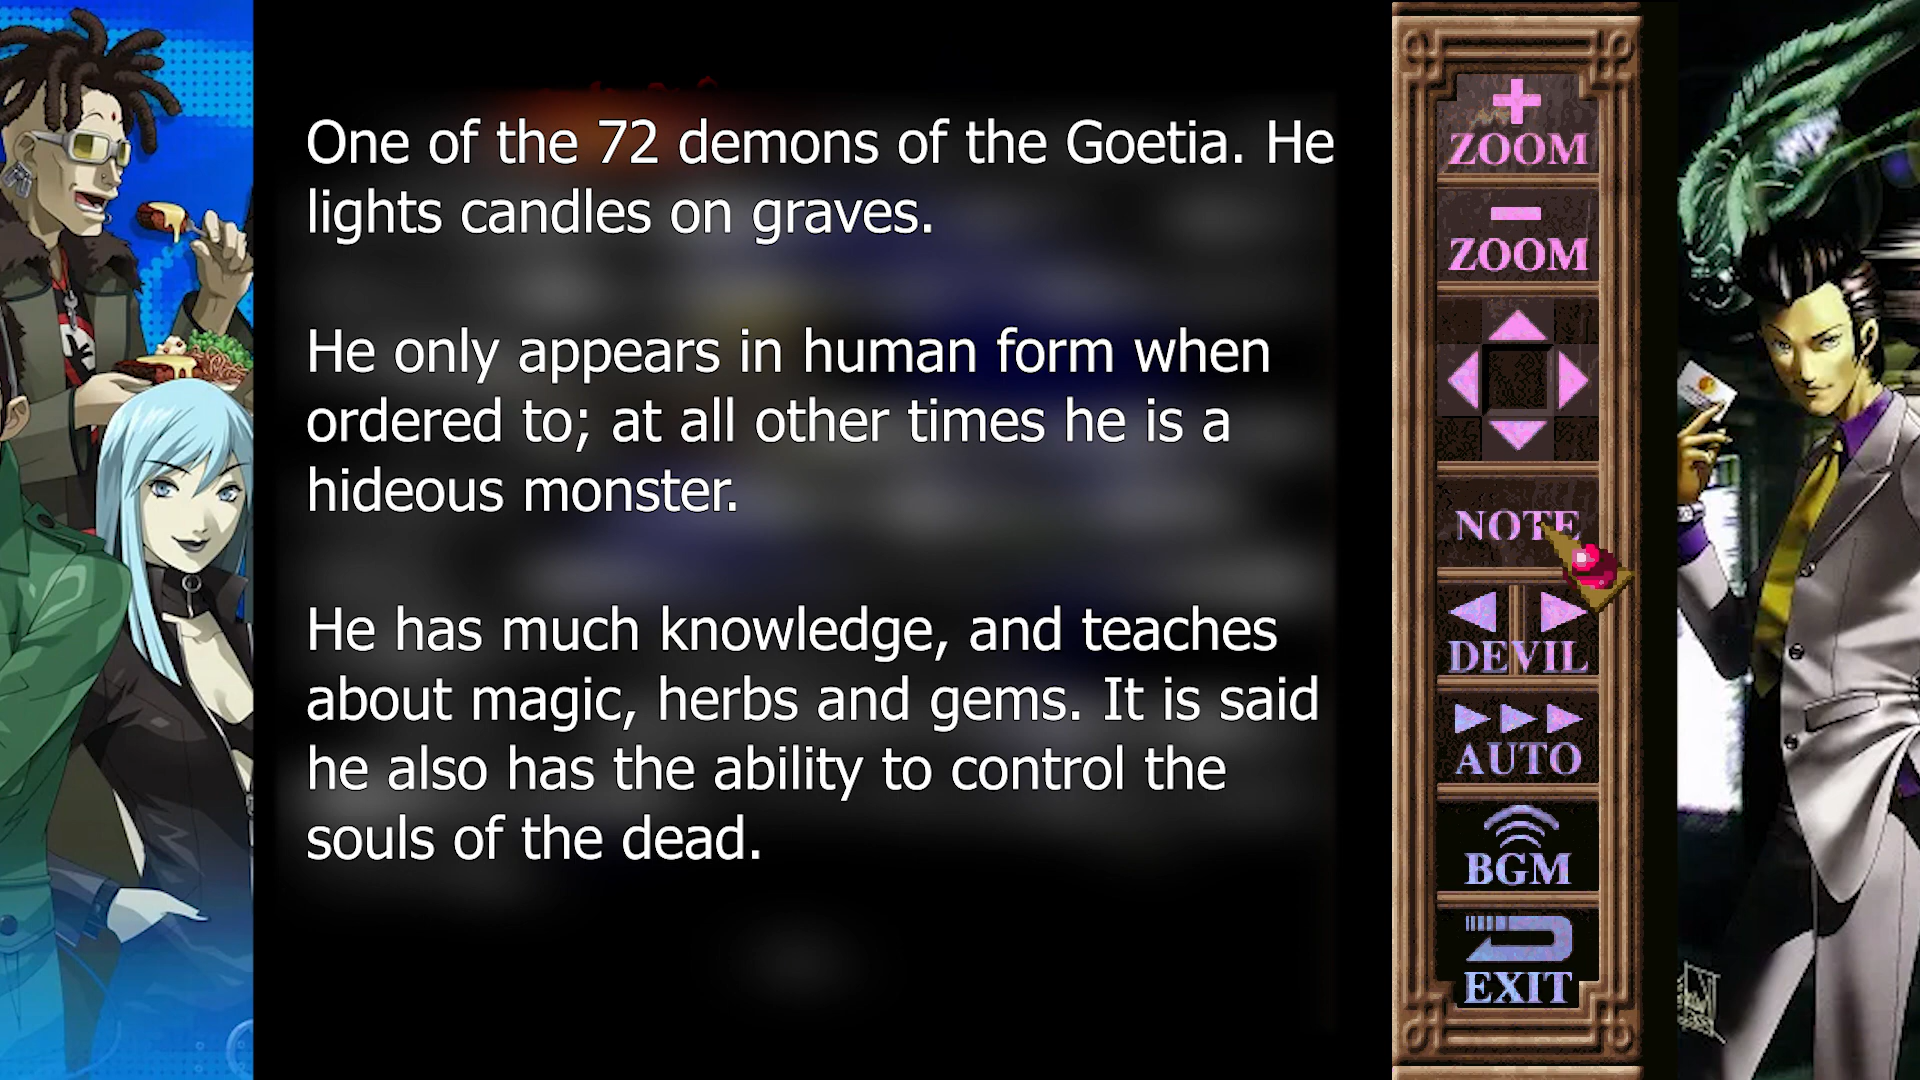 One of the 72 demons of the Goetia. He
lights candles on graves.
He only appears in human form when
ordered to; at all other times he is a
hideous monster.
He has much knowledge, and teaches
about magic, herbs and gems. It is said
he also has the ability to control the
souls of the dead.
ZOOM
ZOOM
NOTE
DEVIL
AUTO
BGM
EXIT